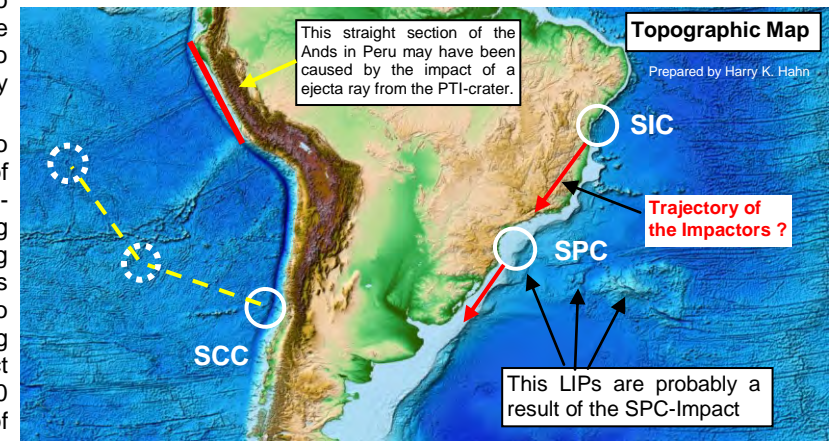 This straight section of the
Ands in Peru may have been
caused by the impact of a
ejecta ray from the PTI-crater.
Topographic Map
Prepared by Harry K. Hahn
SIC
Trajectory of
the Impactors ?
SPC
SCC
This LIPs are probably a
result of the SPC-Impact
of
of